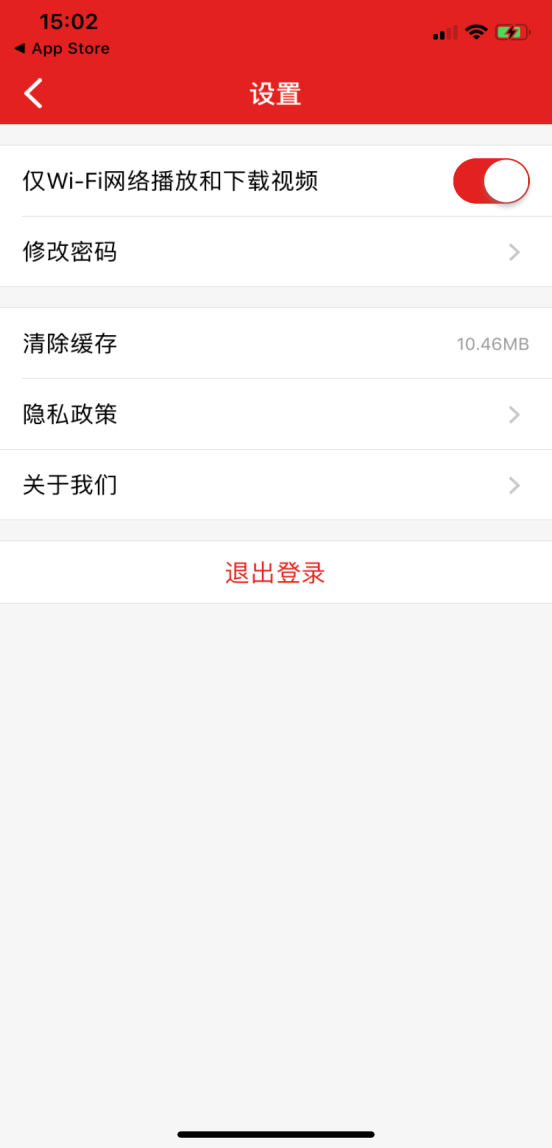 15:02
◀ App Store
设置
仅Wi-Fi网络播放和下载视频
修改密码
清除缓存 10.46MB
隐私政策
关于我们
退出登录